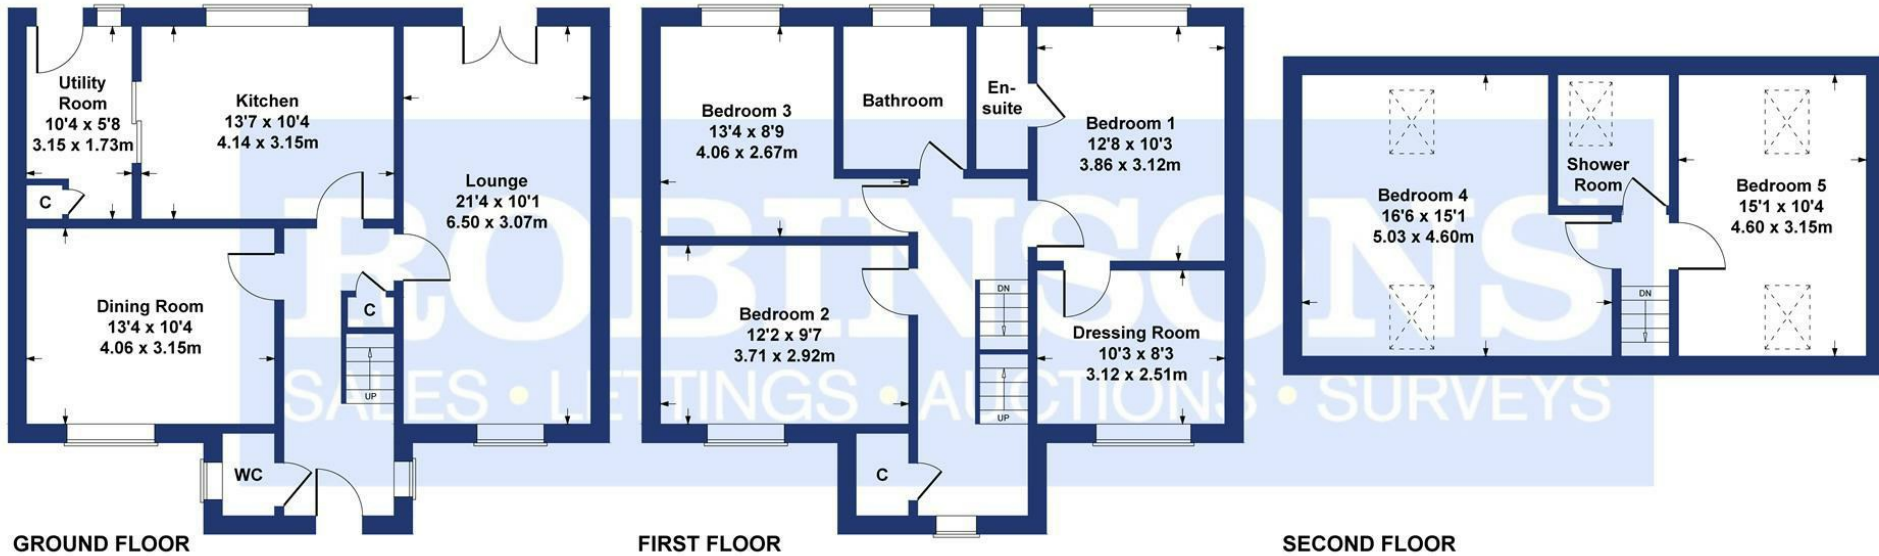 Utility
Room
10'4 x 5'8
3.15 x 1.73m
Kitchen
13'7 x 10'4
4.14 x 3.15m
Lounge
21'4 x 10'1
6.50 x 3.07m
C
Dining Room
13'4 x 10'4
4.06 x 3.15m
C
UP
WC
GROUND FLOOR
Bedroom 3
13'4 x 8'9
4.06 x 2.67m
Bathroom
En-
suite
Bedroom 1
12'8 x 10'3
3.86 x 3.12m
Bedroom 2
12'2 x 9'7
3.71 x 2.92m
DN
UP
Dressing Room
10'3 x 8'3
3.12 x 2.51m
C
FIRST FLOOR
Bedroom 4
16'6 x 15'1
5.03 x 4.60m
Shower
Room
Bedroom 5
15'1 x 10'4
4.60 x 3.15m
DN
SECOND FLOOR
ROBINSONS
SALES • LETTINGS • AUCTIONS • SURVEYS